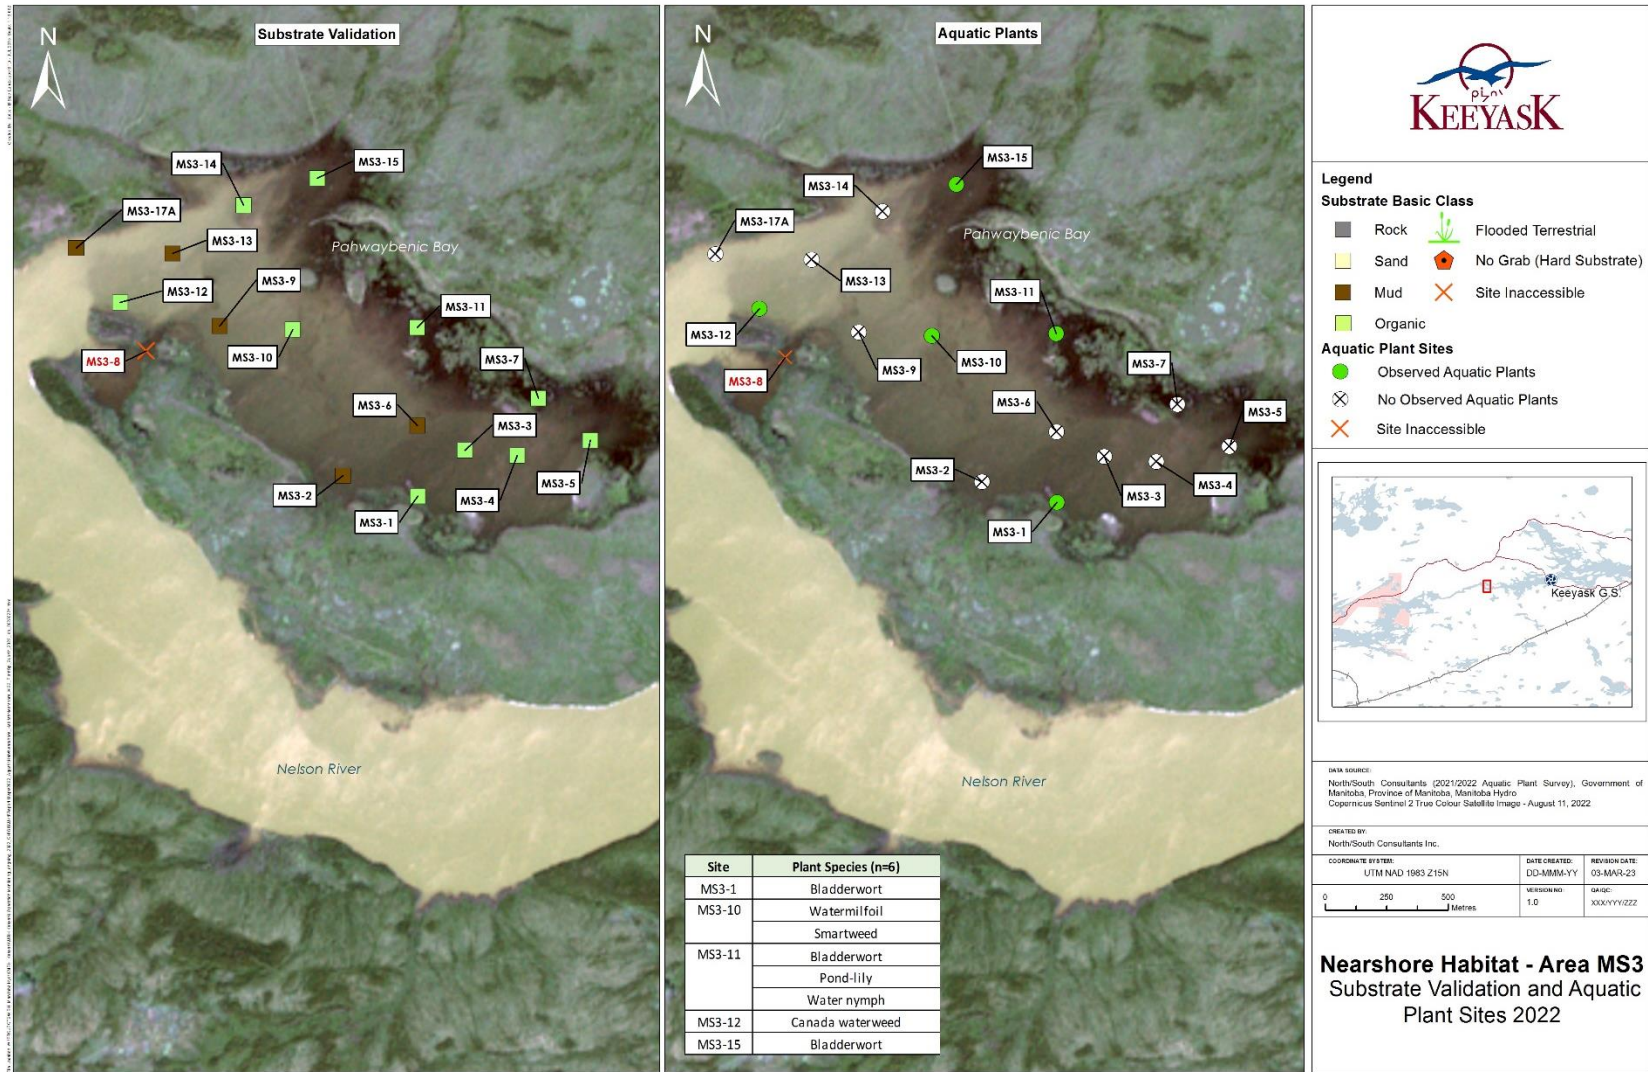 Substrate Validation
N
MS3-14
MS3-15
MS3-17A
MS3-13
Pahwaybenic Bay
MS3-9
MS3-12
MS3-11
MS3-10
MS3-8
MS3-7
MS3-6
MS3-3
MS3-2
MS3-4
MS3-5
MS3-1
Nelson River
Aquatic Plants
N
MS3-15
MS3-14
MS3-17A
Pahwaybenic Bay
MS3-13
MS3-11
MS3-12
MS3-10
MS3-9
MS3-7
MS3-8
MS3-6
MS3-5
MS3-2
MS3-4
MS3-3
MS3-1
Nelson River
Site Plant Species (n=6)
MS3-1 Bladderwort
MS3-10 Watermilfoil
Smartweed
MS3-11 Bladderwort
Pond-lily
Water nymph
MS3-12 Canada waterweed
MS3-15 Bladderwort
KEEYASK
Legend
Substrate Basic Class
Rock Flooded Terrestrial
Sand No Grab (Hard Substrate)
Mud Site Inaccessible
Organic
Aquatic Plant Sites
Observed Aquatic Plants
No Observed Aquatic Plants
Site Inaccessible
Keeyask G.S.
DATA SOURCE:
North/South Consultants (2021/2022 Aquatic Plant Survey), Government of
Manitoba, Province of Manitoba, Manitoba Hydro
Copernicus Sentinel 2 True Colour Satellite Image - August 11, 2022
CREATED BY:
North/South Consultants Inc.
COORDINATE SYSTEM: DATE CREATED: REVISION DATE:
UTM NAD 1983 Z15N DD-MMM-YY 03-MAR-23
VERSION NO: QA/QC:
0 250 500 Metres 1.0 XXX/YYY/ZZZ
Nearshore Habitat - Area MS3
Substrate Validation and Aquatic
Plant Sites 2022